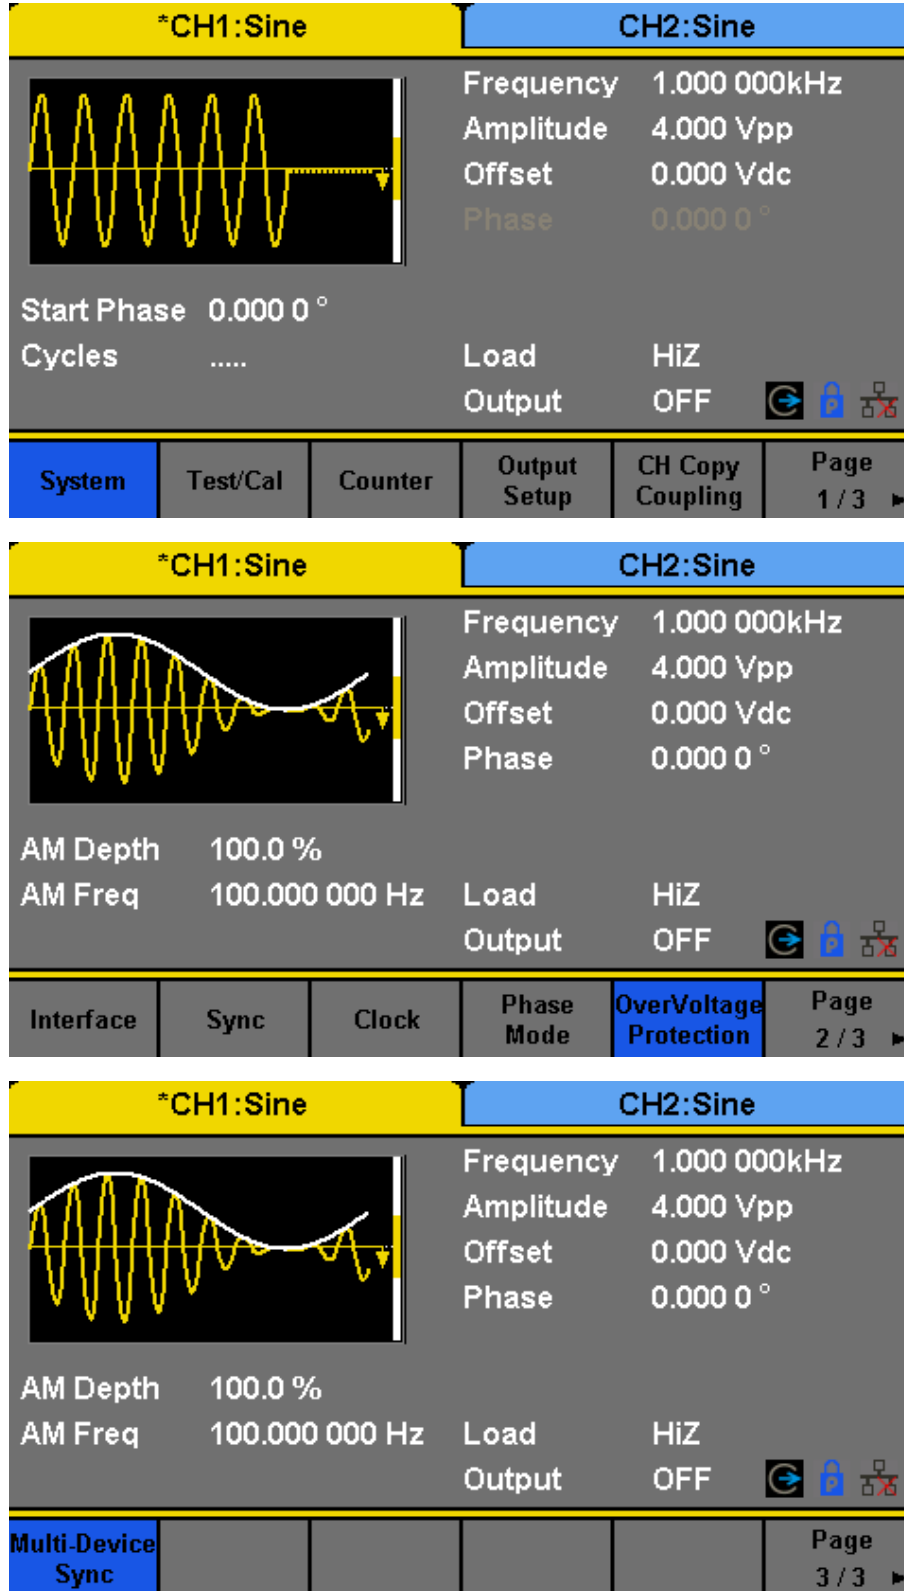 *CH1:Sine CH2:Sine
Frequency 1.000 000kHz
Amplitude 4.000 Vpp
Offset 0.000 Vdc
Phase 0.000 0 °
Start Phase 0.000 0 °
Cycles ..... Load HiZ
Output OFF P
System Test/Cal Counter Output Setup CH Copy Coupling Page 1 / 3
*CH1:Sine CH2:Sine
Frequency 1.000 000kHz
Amplitude 4.000 Vpp
Offset 0.000 Vdc
Phase 0.000 0 °
AM Depth 100.0 %
AM Freq 100.000 000 Hz Load HiZ
Output OFF P
Interface Sync Clock Phase Mode OverVoltage Protection Page 2 / 3
*CH1:Sine CH2:Sine
Frequency 1.000 000kHz
Amplitude 4.000 Vpp
Offset 0.000 Vdc
Phase 0.000 0 °
AM Depth 100.0 %
AM Freq 100.000 000 Hz Load HiZ
Output OFF P
Multi-Device Sync Page 3 / 3